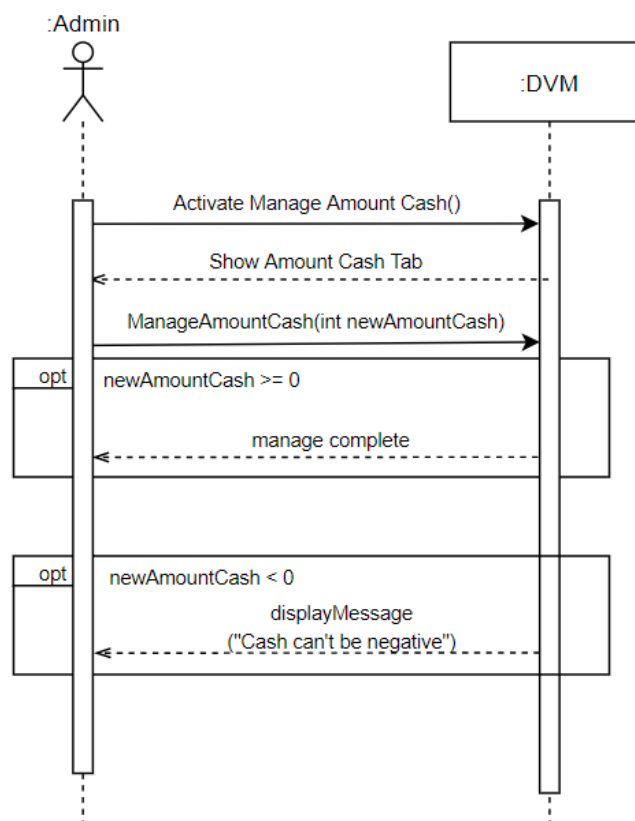 :Admin
:DVM
Activate Manage Amount Cash()
Show Amount Cash Tab
ManageAmountCash(int newAmountCash)
opt
newAmountCash >= 0
manage complete
opt
newAmountCash < 0
displayMessage
("Cash can't be negative")